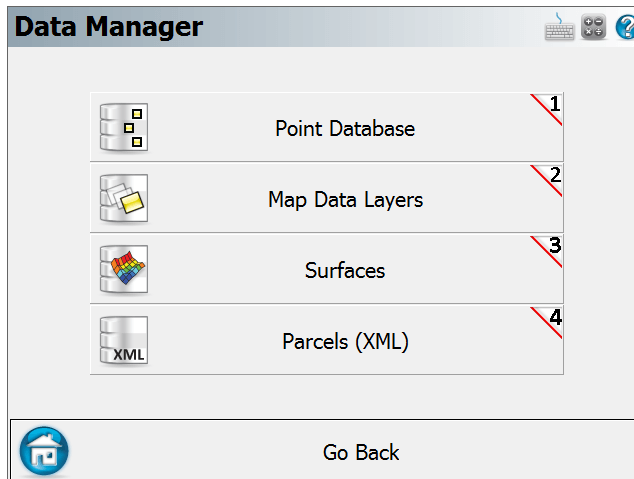 Data Manager
Point Database
1
Map Data Layers
2
Surfaces
3
XML
Parcels (XML)
4
Go Back